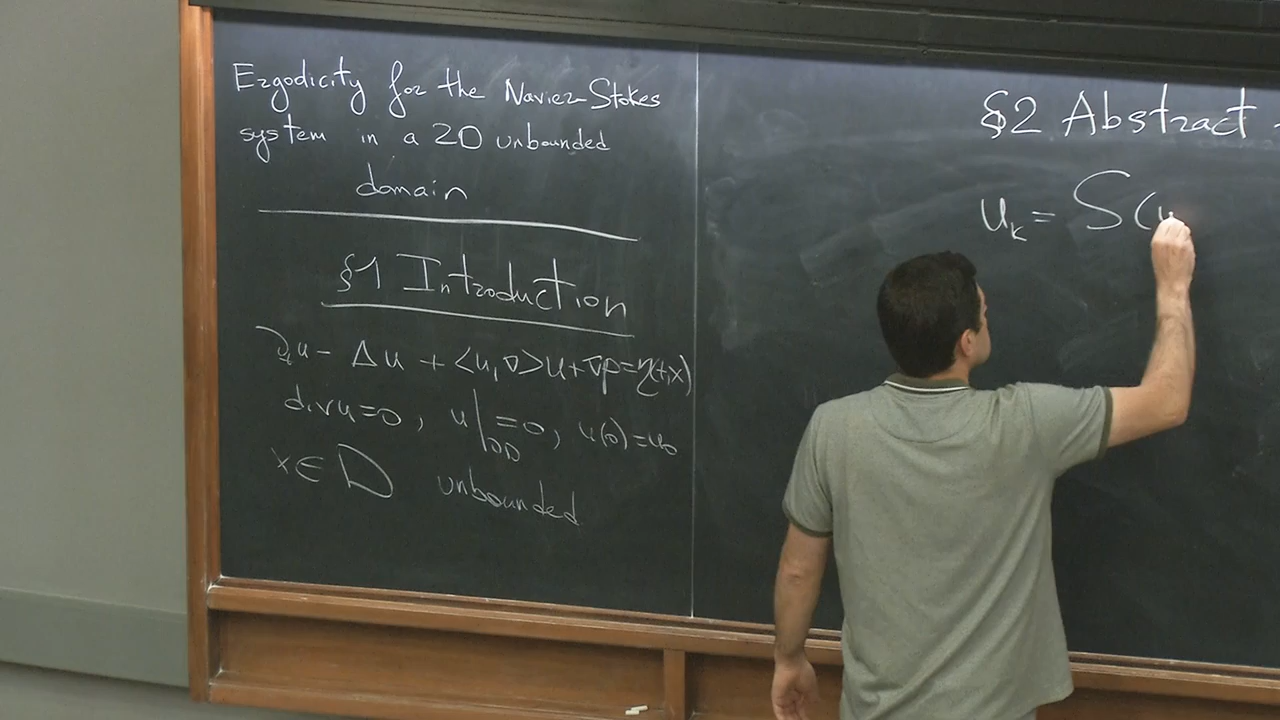 Ergodicity for the Navier-Stokes
system in a 2D unbounded
domain
§1 Introduction
∂ₜu - Δu + <u,∇>u+∇p=η(t,x)
div u=0, u|_∂D=0, u(0)=u₀
x∈D unbounded
§2 Abstract
u_k = S(u